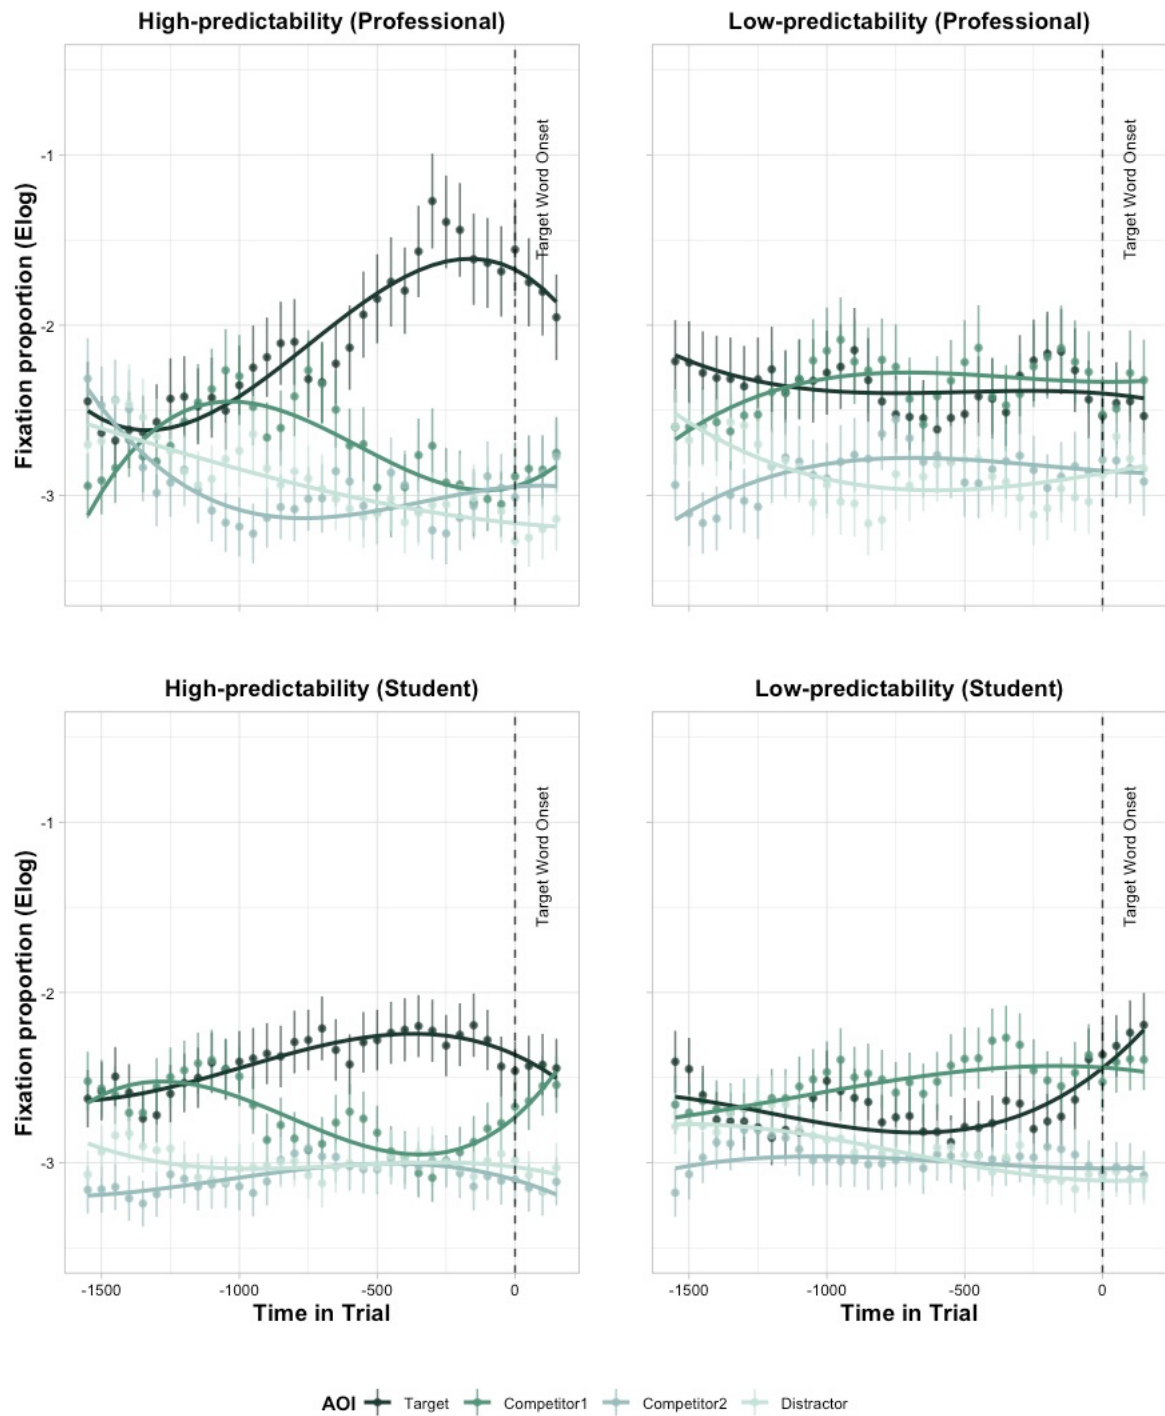 High-predictability (Professional)
Low-predictability (Professional)
Fixation proportion (Elog)
-1
-2
-3
Target Word Onset
Target Word Onset
High-predictability (Student)
Low-predictability (Student)
Fixation proportion (Elog)
-1
-2
-3
Target Word Onset
Target Word Onset
-1500 -1000 -500 0
-1500 -1000 -500 0
Time in Trial
Time in Trial
AOI Target Competitor1 Competitor2 Distractor